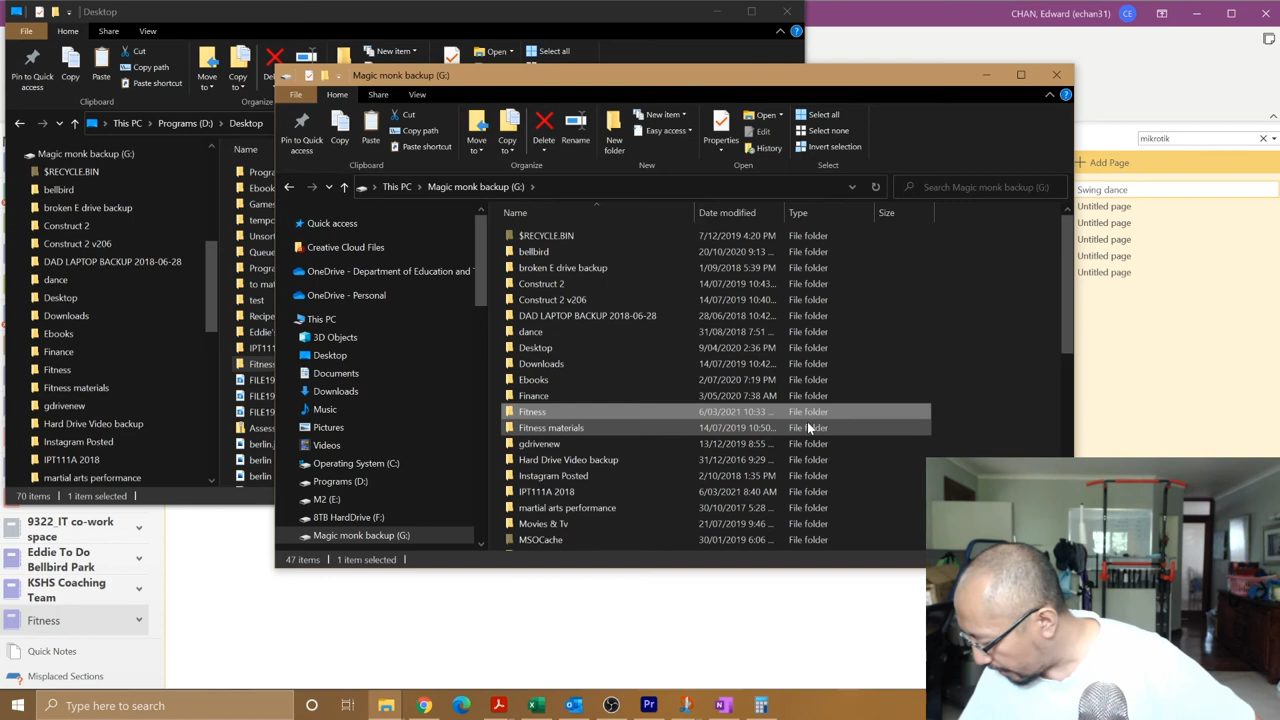 Desktop
CHAN, Edward (echan31) CE
File Home Share View
Pin to Quick access
Copy
Paste
Cut
Copy path
Paste shortcut
Move to
Copy to
New item
Open
Select all
Clipboard
This PC Programs (D:) Desktop
Magic monk backup (G:)
$RECYCLE.BIN
bellbird
broken E drive backup
Construct 2
Construct 2 v206
DAD LAPTOP BACKUP 2018-06-28
dance
Desktop
Downloads
Ebooks
Finance
Fitness
Fitness materials
gdrivenew
Hard Drive Video backup
Instagram Posted
IPT111A 2018
martial arts performance
70 items 1 item selected
Name
test
Eddie's
IPT11
Fitness
FILE19
FILE19
FILE19
Assess
berlin.j
berlin
berlin
Magic monk backup (G:)
File Home Share View
Pin to Quick access
Copy
Paste
Cut
Copy path
Paste shortcut
Move to
Copy to
Delete
Rename
New folder
New item
Easy access
Properties
Open
Edit
History
Select all
Select none
Invert selection
Clipboard Organize New Open Select
This PC Magic monk backup (G:)
Search Magic monk backup (G:)
Quick access
Creative Cloud Files
OneDrive - Department of Education and
OneDrive - Personal
This PC
3D Objects
Desktop
Documents
Downloads
Music
Pictures
Videos
Operating System (C:)
Programs (D:)
M2 (E:)
8TB HardDrive (F:)
Magic monk backup (G:)
Name Date modified Type Size
$RECYCLE.BIN 7/12/2019 4:20 PM File folder
bellbird 20/10/2020 9:13 ... File folder
broken E drive backup 1/09/2018 5:39 PM File folder
Construct 2 14/07/2019 10:43... File folder
Construct 2 v206 14/07/2019 10:40... File folder
DAD LAPTOP BACKUP 2018-06-28 28/06/2018 10:42... File folder
dance 31/08/2018 7:51 ... File folder
Desktop 9/04/2020 2:36 PM File folder
Downloads 14/07/2019 10:42... File folder
Ebooks 2/07/2020 7:19 PM File folder
Finance 3/05/2020 7:38 AM File folder
Fitness 6/03/2021 10:33 ... File folder
Fitness materials 14/07/2019 10:50... File folder
gdrivenew 13/12/2019 8:55 ... File folder
Hard Drive Video backup 31/12/2016 9:29 ... File folder
Instagram Posted 2/10/2018 1:35 PM File folder
IPT111A 2018 6/03/2021 8:40 AM File folder
martial arts performance 30/10/2017 5:28 ... File folder
Movies & Tv 21/07/2019 9:46 ... File folder
MSOCache 30/01/2019 6:06 ... File folder
47 items 1 item selected
mikrotik
Add Page
Swing dance
Untitled page
Untitled page
Untitled page
Untitled page
Untitled page
9322_IT co-work space
Eddie To Do Bellbird Park
KSHS Coaching Team
Fitness
Quick Notes
Misplaced Sections
Type here to search